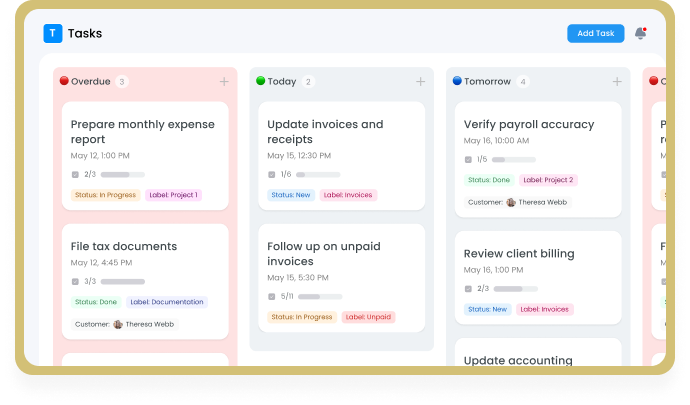 T Tasks
Add Task
Overdue 3
Prepare monthly expense
report
May 12, 1:00 PM
2/3
Status: In Progress Label: Project 1
File tax documents
May 12, 4:45 PM
3/3
Status: Done Label: Documentation
Customer: Theresa Webb
Today 2
Update invoices and
receipts
May 15, 12:30 PM
1/6
Status: New Label: Invoices
Follow up on unpaid
invoices
May 15, 5:30 PM
5/11
Status: In Progress Label: Unpaid
Tomorrow 4
Verify payroll accuracy
May 16, 10:00 AM
1/5
Status: Done Label: Project 2
Customer: Theresa Webb
Review client billing
May 16, 1:00 PM
2/3
Status: New Label: Invoices
Update accounting